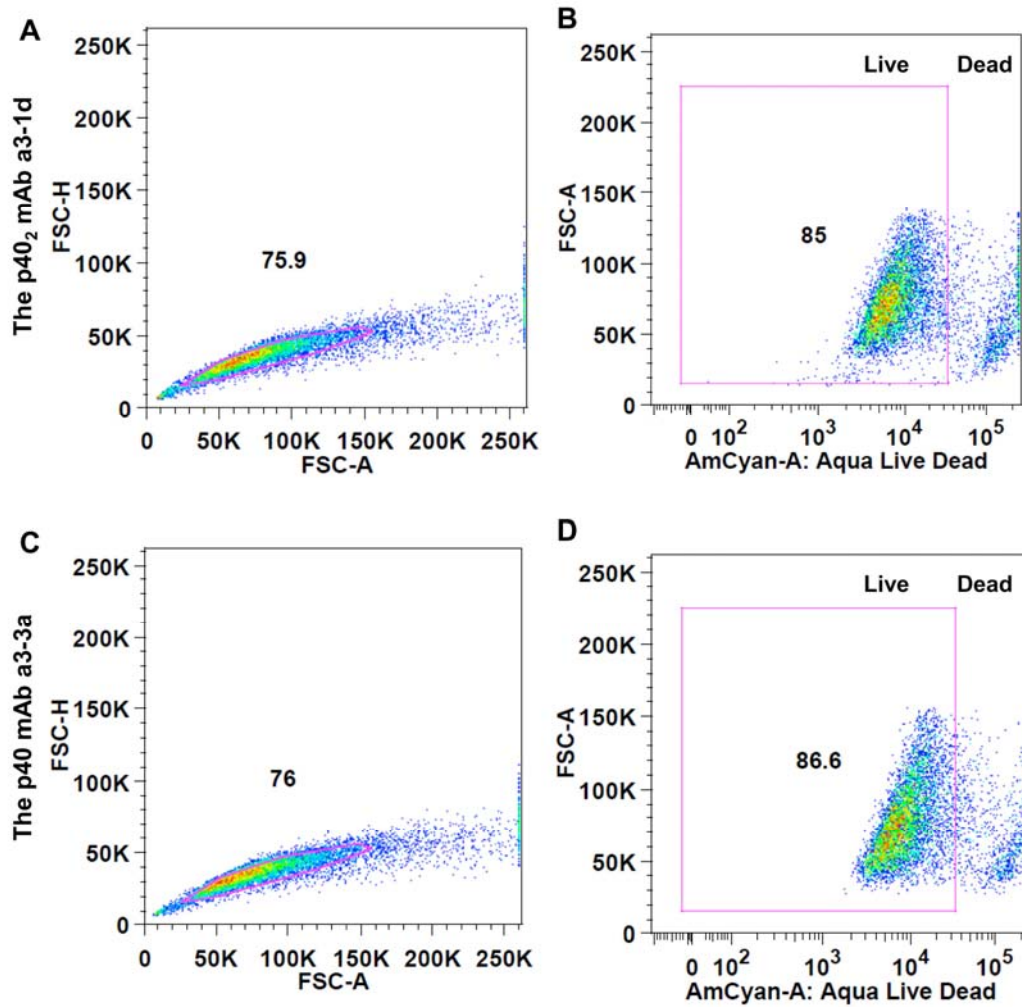 A
The p40₂ mAb a3-1d
FSC-H
250K
200K
150K
100K
50K
0
75.9
0 50K 100K 150K 200K 250K
FSC-A
B
Live Dead
FSC-A
250K
200K
150K
100K
50K
0
85
0 10² 10³ 10⁴ 10⁵
AmCyan-A: Aqua Live Dead
C
The p40 mAb a3-3a
FSC-H
250K
200K
150K
100K
50K
0
76
0 50K 100K 150K 200K 250K
FSC-A
D
Live Dead
FSC-A
250K
200K
150K
100K
50K
0
86.6
0 10² 10³ 10⁴ 10⁵
AmCyan-A: Aqua Live Dead